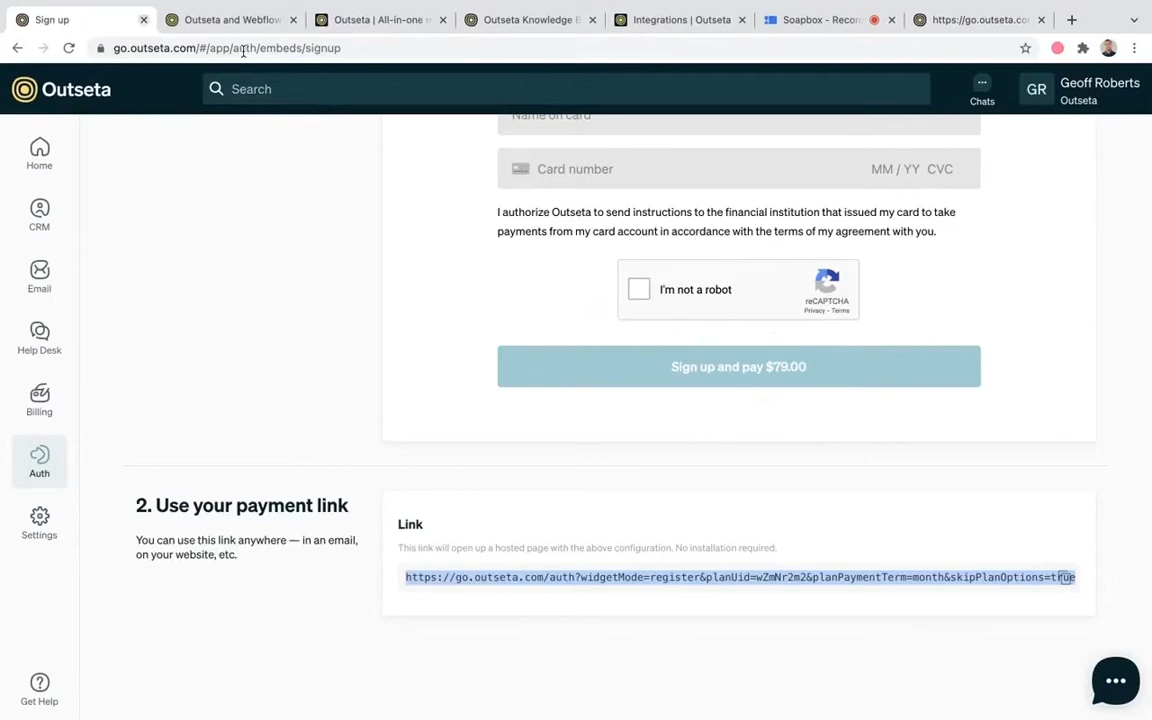 Sign up
Outseta and Webflow
Outseta | All-in-one m
Outseta Knowledge B
Integrations | Outseta
Soapbox - Recor
https://go.outseta.co
go.outseta.com/#/app/auth/embeds/signup
Outseta
Search
Chats
GR
Geoff Roberts
Outseta
Home
CRM
Email
Help Desk
Billing
Auth
Settings
Get Help
Name on card
Card number
MM / YY CVC
I authorize Outseta to send instructions to the financial institution that issued my card to take
payments from my card account in accordance with the terms of my agreement with you.
I'm not a robot
reCAPTCHA
Privacy - Terms
Sign up and pay $79.00
2. Use your payment link
You can use this link anywhere — in an email,
on your website, etc.
Link
This link will open up a hosted page with the above configuration. No installation required.
https://go.outseta.com/auth?widgetMode=register&planUid=wZmNr2m2&planPaymentTerm=month&skipPlanOptions=true